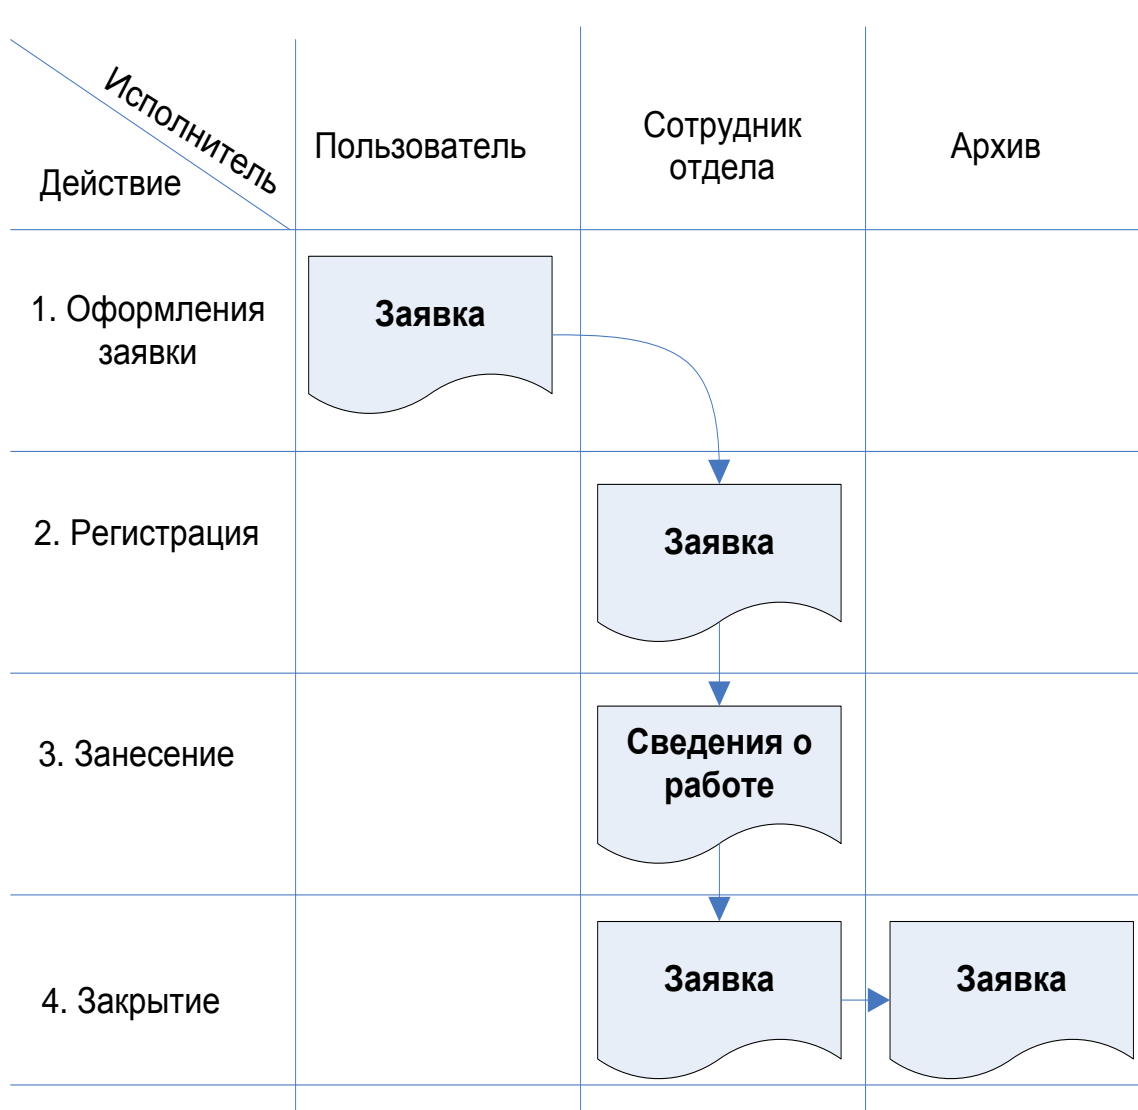 Исполнитель
Действие
Пользователь
Сотрудник
отдела
Архив
1. Оформления
заявки
Заявка
2. Регистрация
Заявка
3. Занесение
Сведения о
работе
4. Закрытие
Заявка
Заявка